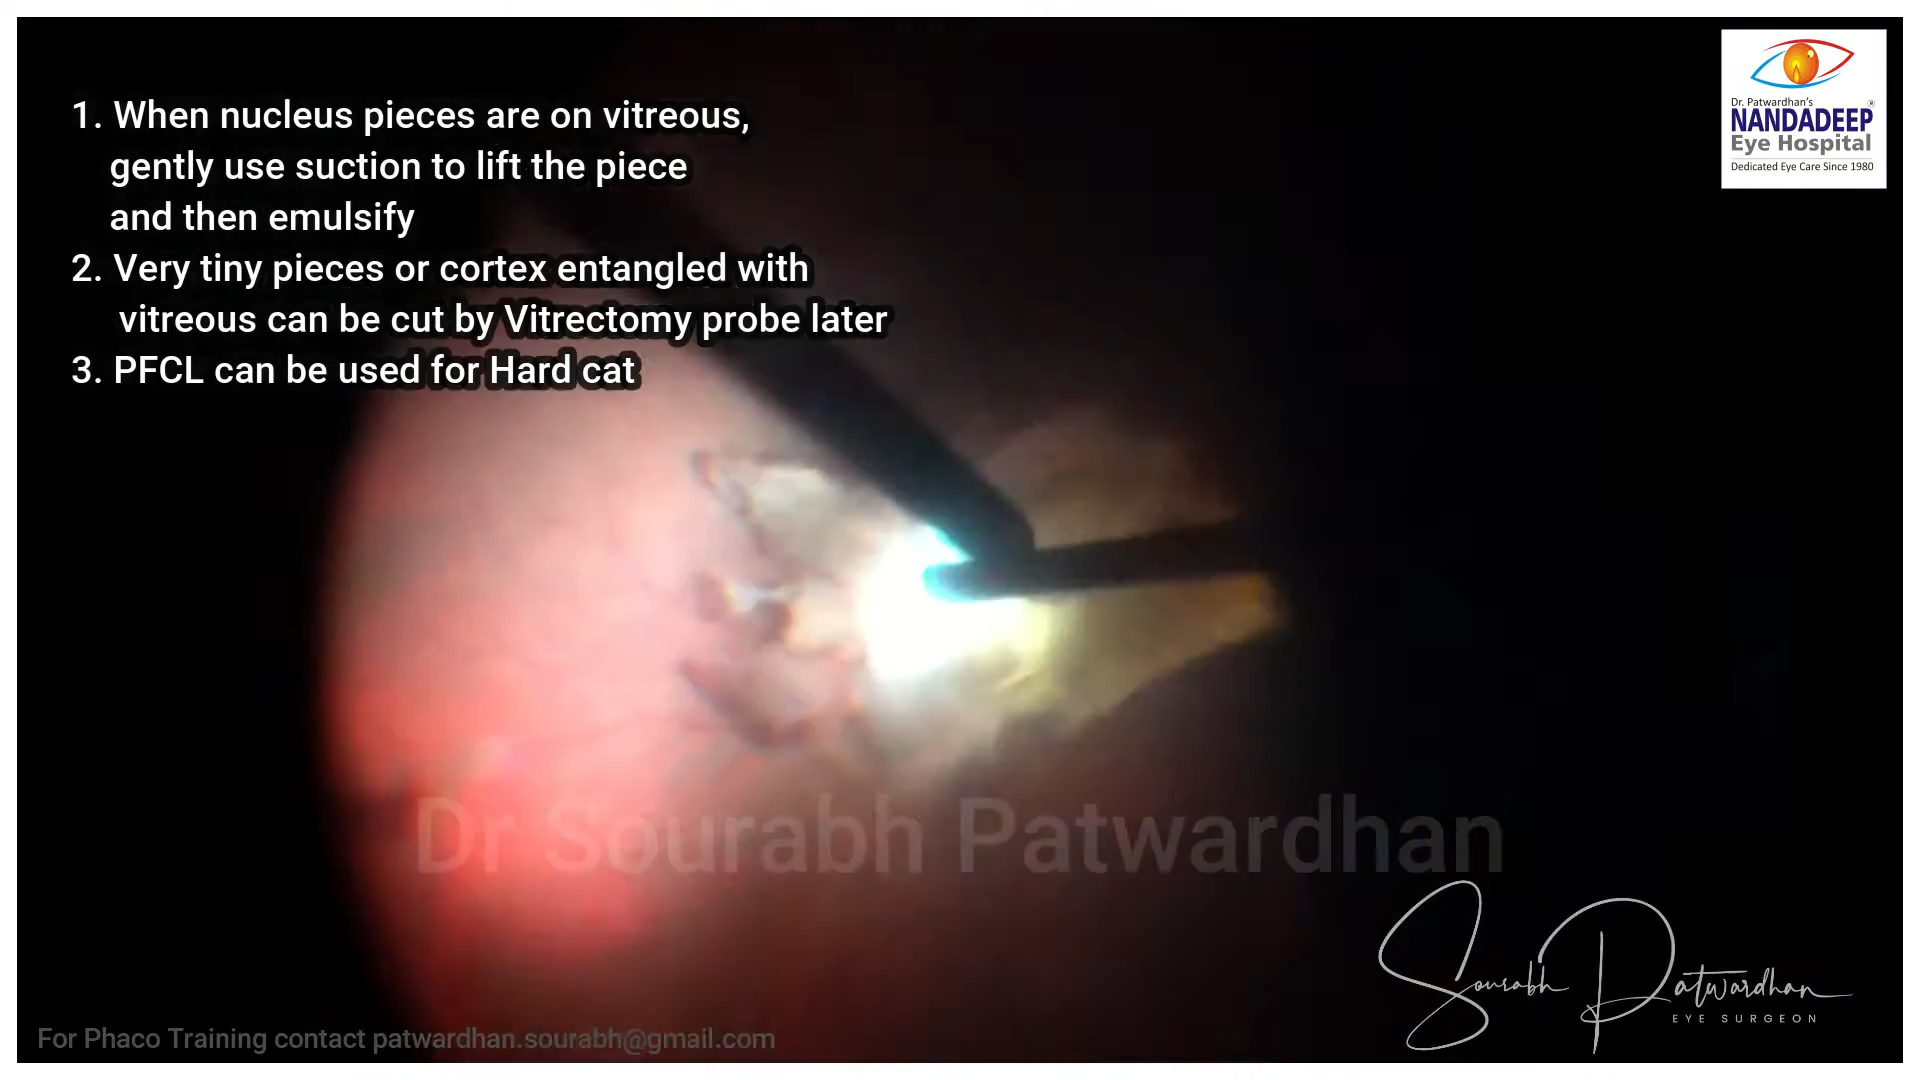 1. When nucleus pieces are on vitreous,
gently use suction to lift the piece
and then emulsify
2. Very tiny pieces or cortex entangled with
vitreous can be cut by Vitrectomy probe later
3. PFCL can be used for Hard cat
Dr. Patwardhan's
NANDADEEP®
Eye Hospital
Dedicated Eye Care Since 1980
Dr Sourabh Patwardhan
Sourabh Patwardhan
EYE SURGEON
For Phaco Training contact patwardhan.sourabh@gmail.com